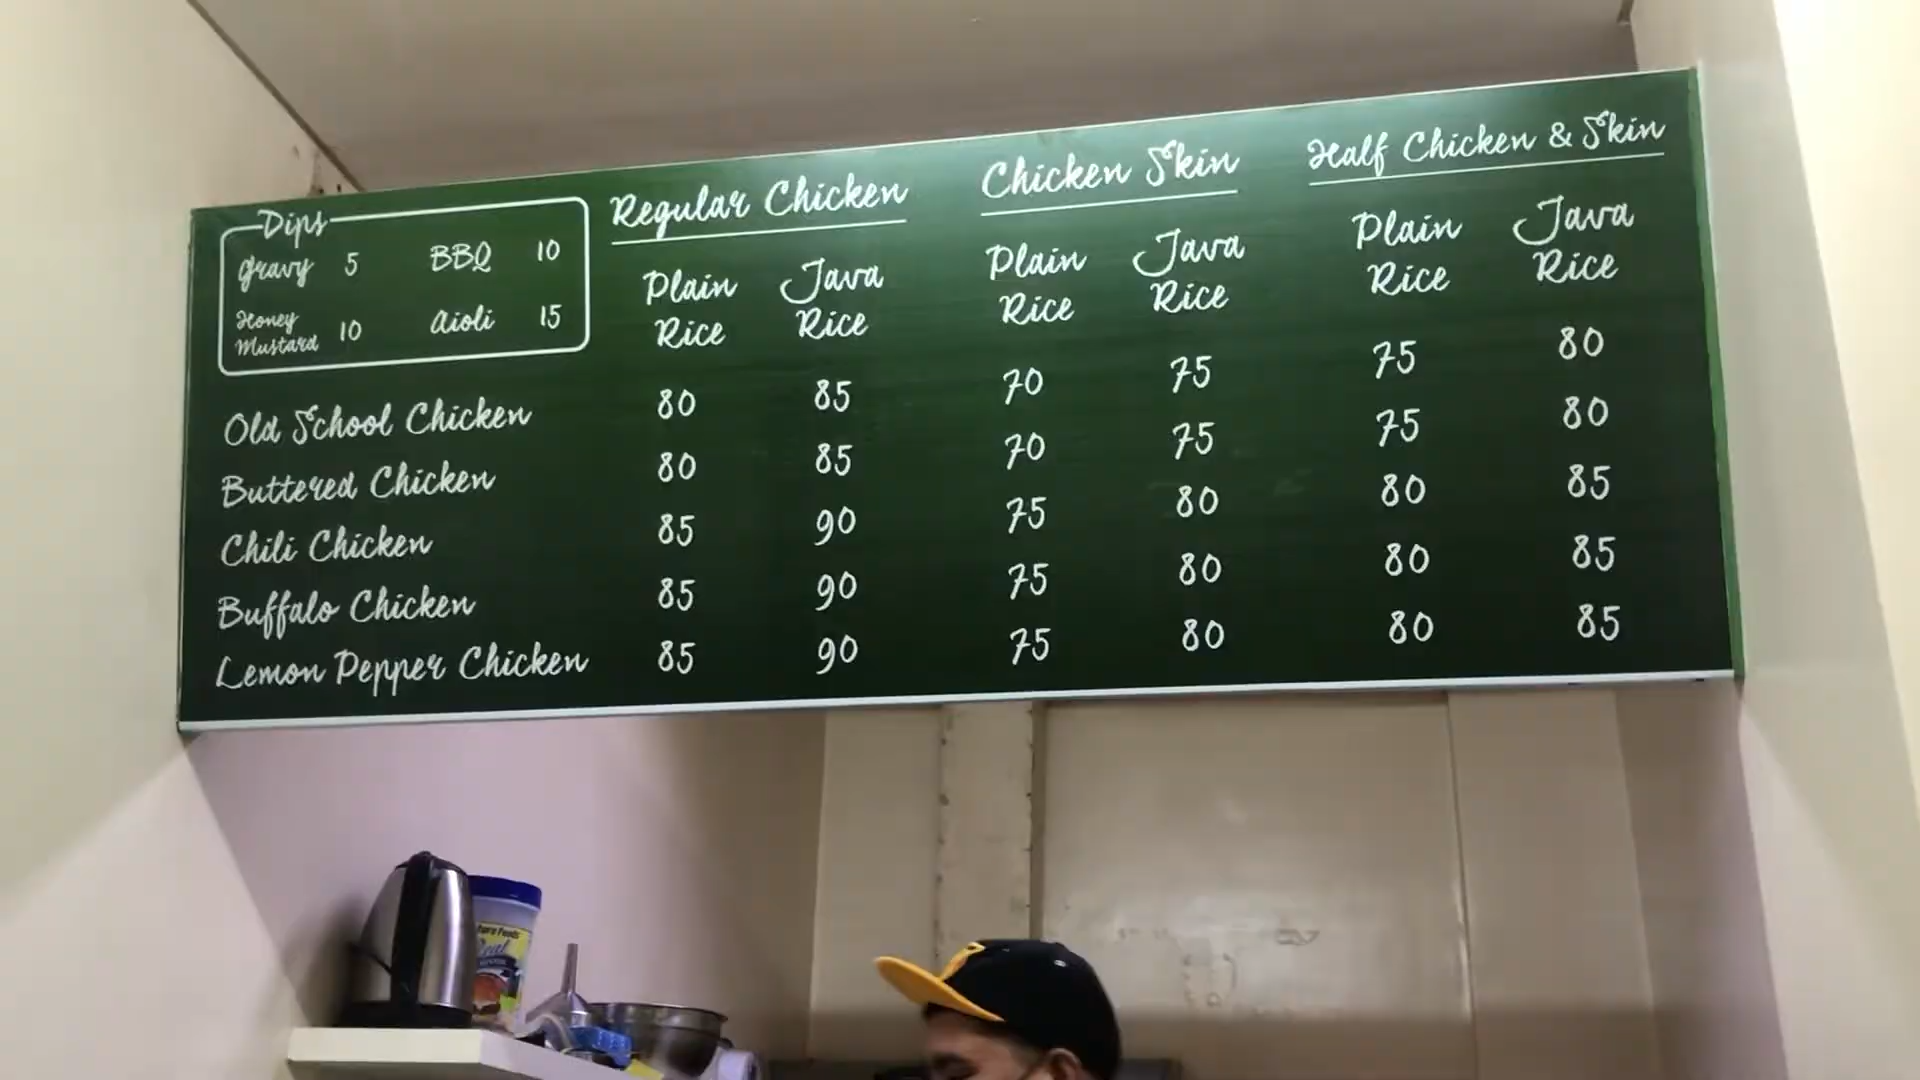 Dips
Gravy 5 BBQ 10
Honey Mustard 10 Aioli 15
Regular Chicken Chicken Skin Half Chicken & Skin
Plain Rice Java Rice Plain Rice Java Rice Plain Rice Java Rice
Old School Chicken 80 85 70 75 75 80
Buttered Chicken 80 85 70 75 75 80
Chili Chicken 85 90 75 80 80 85
Buffalo Chicken 85 90 75 80 80 85
Lemon Pepper Chicken 85 90 75 80 80 85